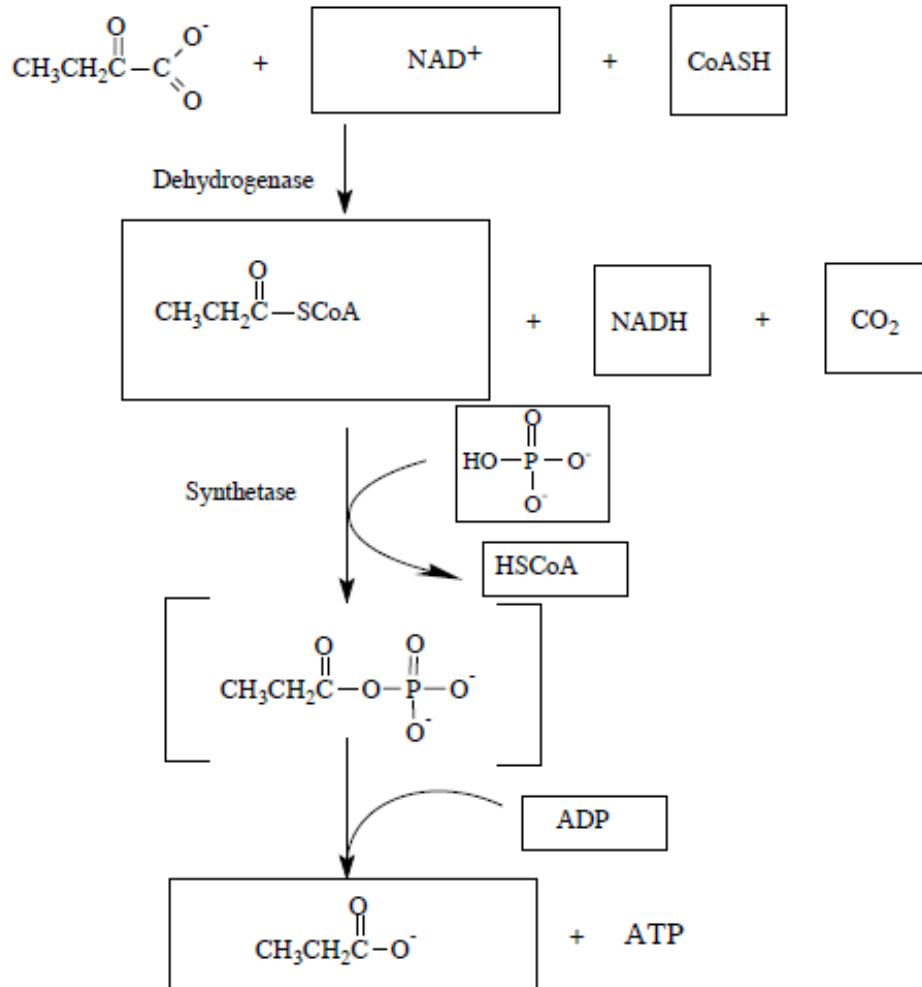 O O⁻
CH₃CH₂C–C + NAD⁺ + CoASH
O
Dehydrogenase
O
CH₃CH₂C–SCoA + NADH + CO₂
O
HO–P–O⁻
O⁻
Synthetase
HSCoA
O O
CH₃CH₂C–O–P–O⁻
O⁻
ADP
O
CH₃CH₂C–O⁻ + ATP